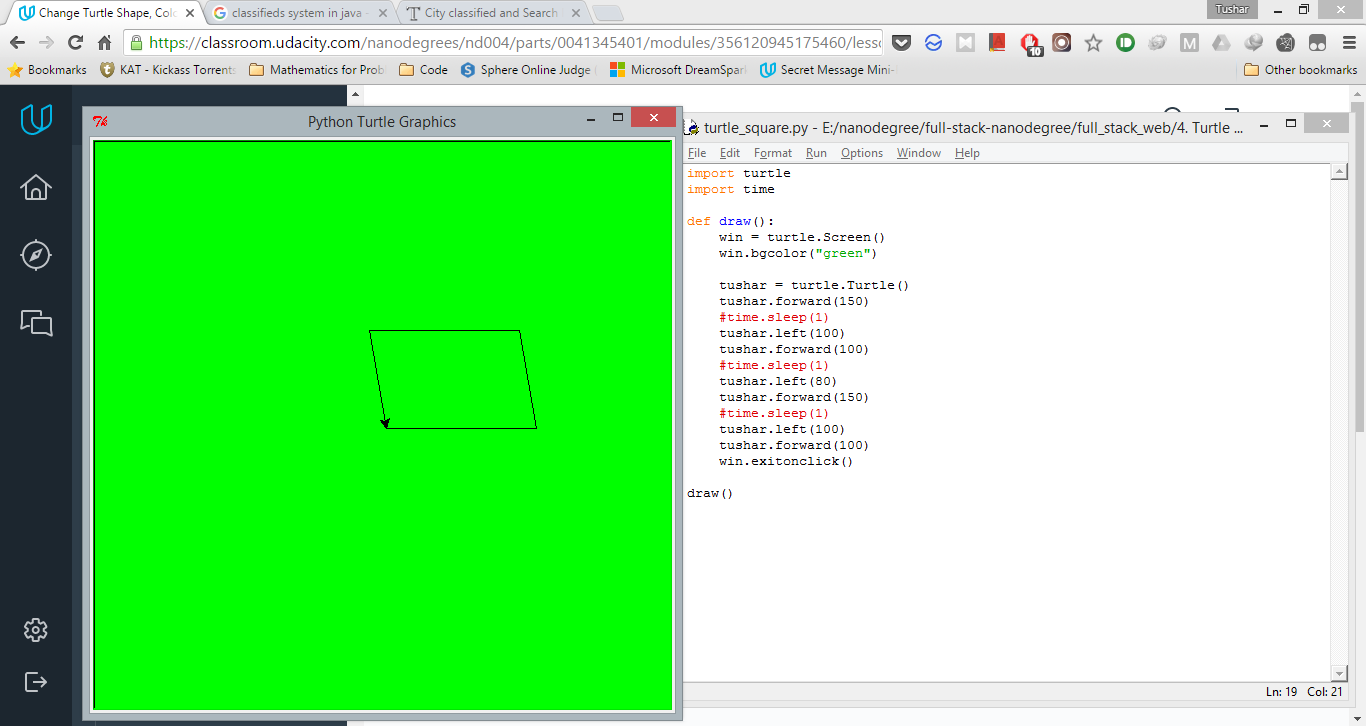 Change Turtle Shape, Colo
classifieds system in java -
City classified and Search
Tushar
https://classroom.udacity.com/nanodegrees/nd004/parts/0041345401/modules/356120945175460/lesso
10
Bookmarks
KAT - Kickass Torrents
Mathematics for Prob
Code
Sphere Online Judge (
Microsoft DreamSpark
Secret Message Mini-
Other bookmarks
Python Turtle Graphics
turtle_square.py - E:/nanodegree/full-stack-nanodegree/full_stack_web/4. Turtle ...
File Edit Format Run Options Window Help
import turtle
import time
def draw():
    win = turtle.Screen()
    win.bgcolor("green")
    tushar = turtle.Turtle()
    tushar.forward(150)
    #time.sleep(1)
    tushar.left(100)
    tushar.forward(100)
    #time.sleep(1)
    tushar.left(80)
    tushar.forward(150)
    #time.sleep(1)
    tushar.left(100)
    tushar.forward(100)
    win.exitonclick()
draw()
Ln: 19 Col: 21